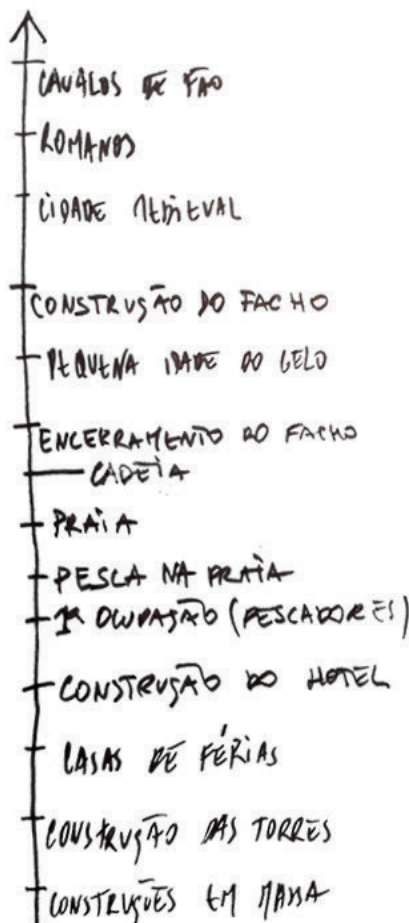 CAVALOS DE FÃO
ROMANOS
CIDADE MEDIEVAL
CONSTRUÇÃO DO FACHO
PEQUENA IDADE DO GELO
ENCERRAMENTO DO FACHO
CADEIA
PRAIA
PESCA NA PRAIA
1ª OCUPAÇÃO (PESCADORES)
CONSTRUÇÃO DO HOTEL
CASAS DE FÉRIAS
CONSTRUÇÃO DAS TORRES
CONSTRUÇÕES EM MASSA